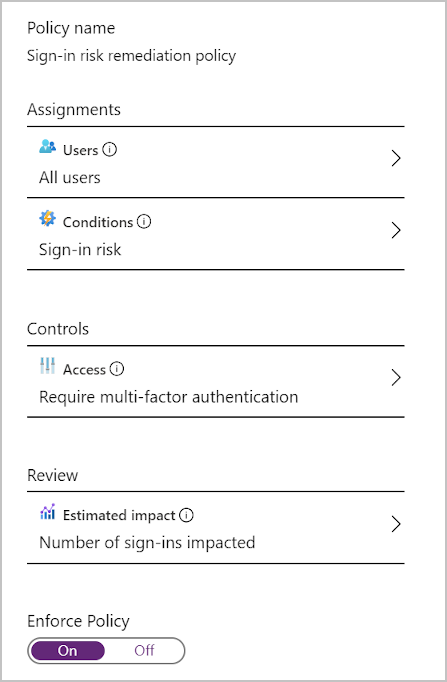 Policy name
Sign-in risk remediation policy
Assignments
Users
All users
Conditions
Sign-in risk
Controls
Access
Require multi-factor authentication
Review
Estimated impact
Number of sign-ins impacted
Enforce Policy
On Off